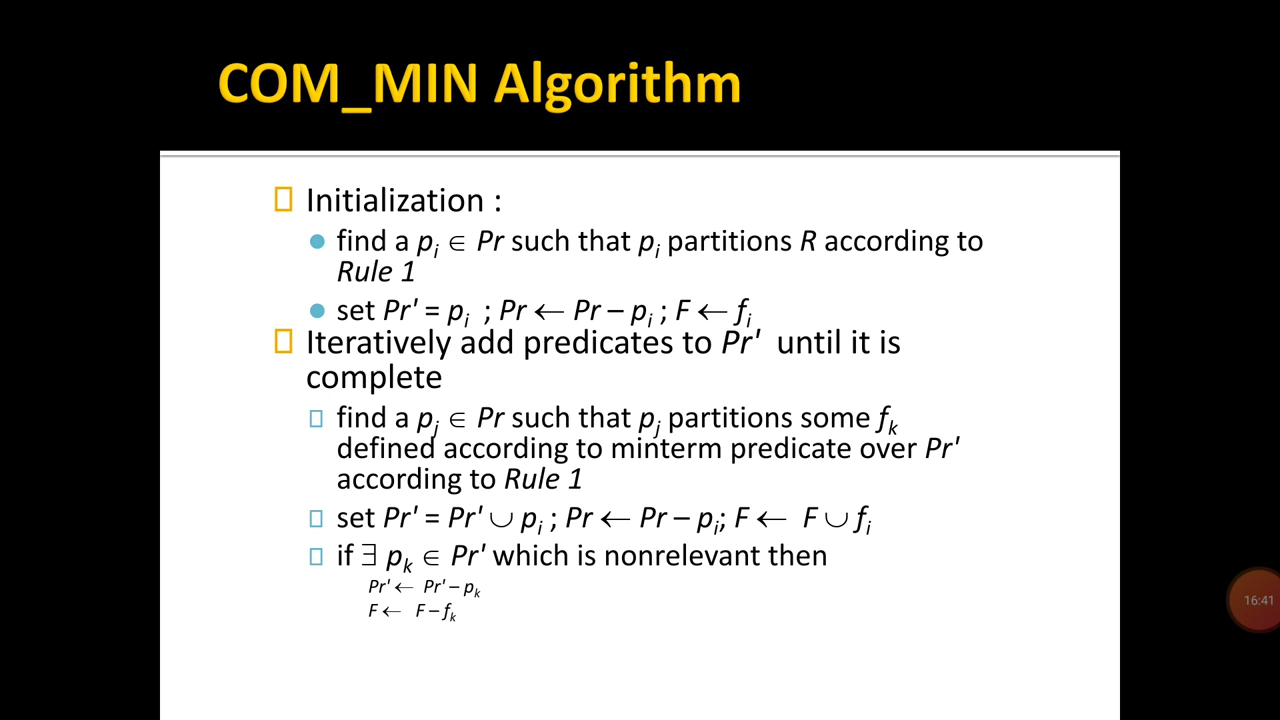 COM_MIN Algorithm
Initialization :
find a pi ∈ Pr such that pi partitions R according to
Rule 1
set Pr' = pi ; Pr ← Pr – pi ; F ← fi
Iteratively add predicates to Pr' until it is
complete
find a pj ∈ Pr such that pj partitions some fk
defined according to minterm predicate over Pr'
according to Rule 1
set Pr' = Pr' ∪ pi ; Pr ← Pr – pi; F ← F ∪ fi
if ∃ pk ∈ Pr' which is nonrelevant then
Pr' ← Pr' – pk
F ← F – fk
16:41